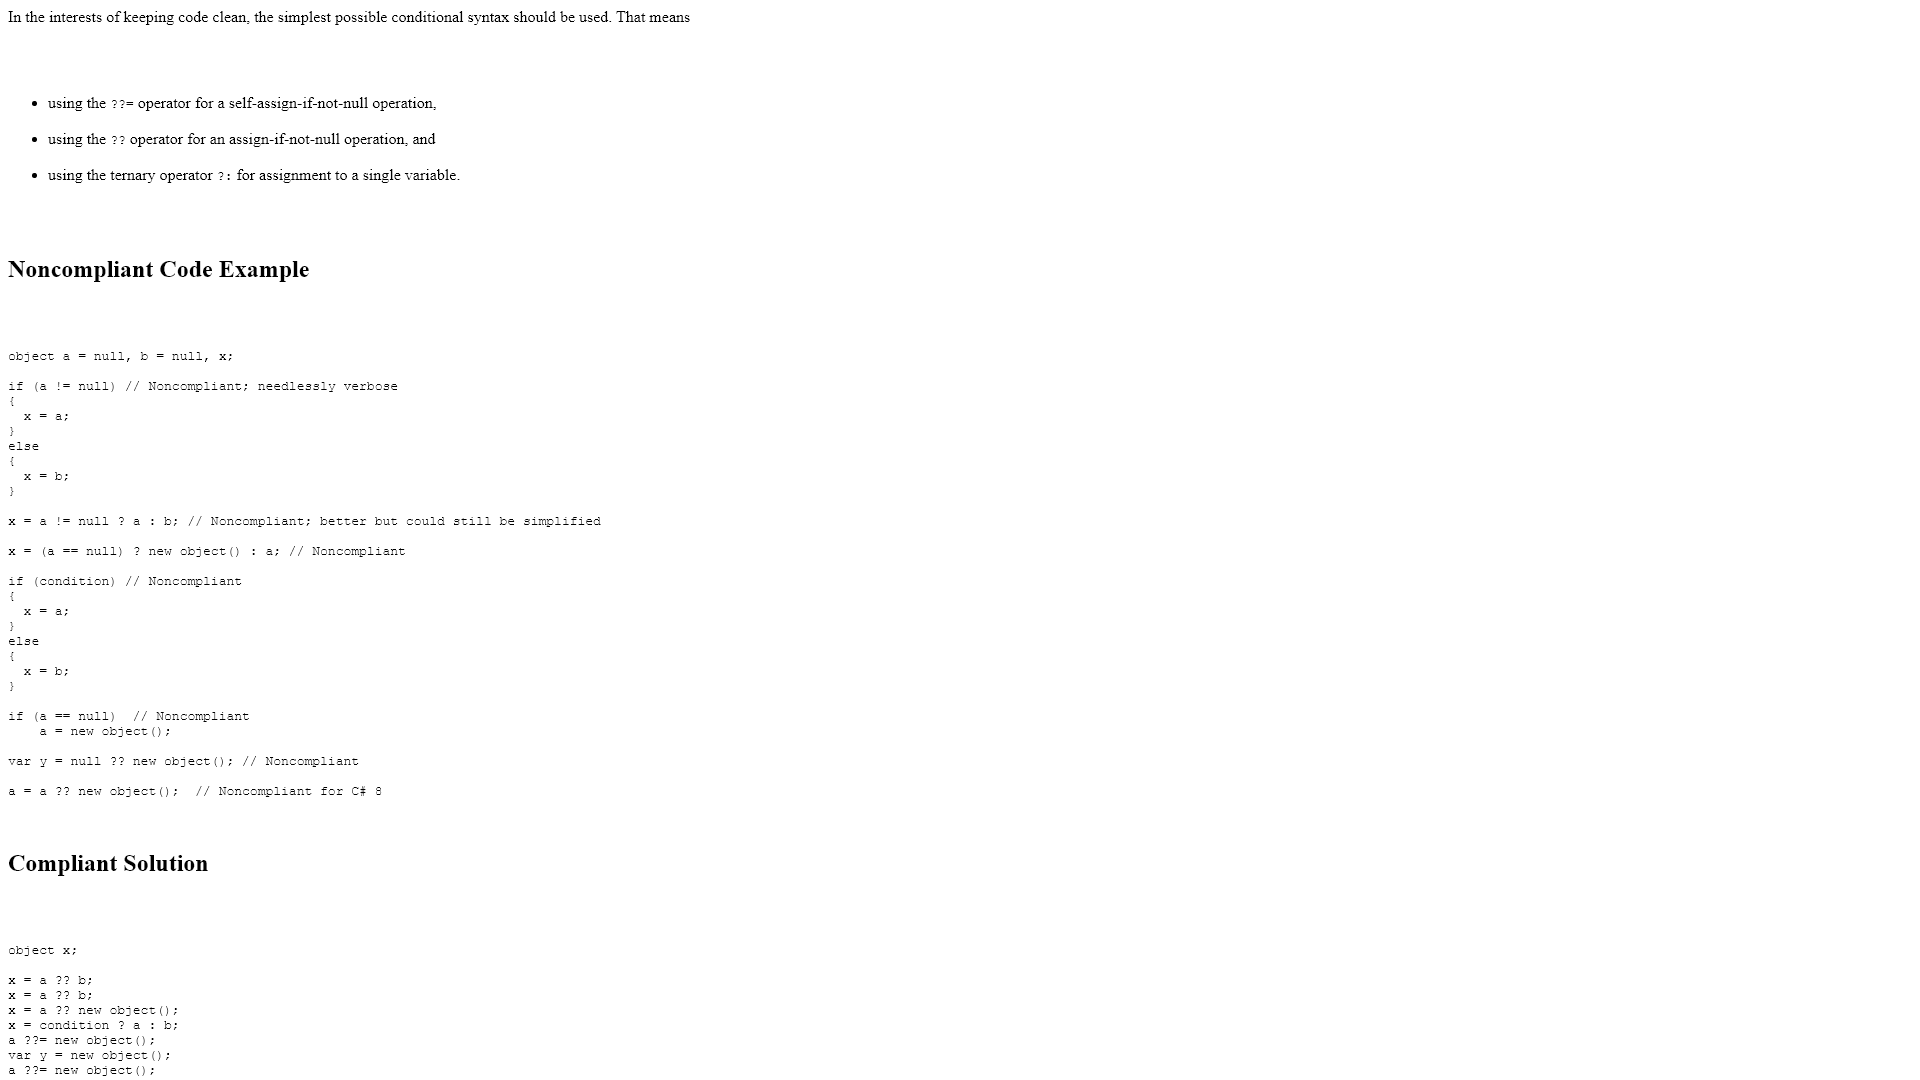 In the interests of keeping code clean, the simplest possible conditional syntax should be used. That means
• using the ??= operator for a self-assign-if-not-null operation,
• using the ?? operator for an assign-if-not-null operation, and
• using the ternary operator ?: for assignment to a single variable.
Noncompliant Code Example
object a = null, b = null, x;
if (a != null) // Noncompliant; needlessly verbose
{
  x = a;
}
else
{
  x = b;
}
x = a != null ? a : b; // Noncompliant; better but could still be simplified
x = (a == null) ? new object() : a; // Noncompliant
if (condition) // Noncompliant
{
  x = a;
}
else
{
  x = b;
}
if (a == null)  // Noncompliant
    a = new object();
var y = null ?? new object(); // Noncompliant
a = a ?? new object();  // Noncompliant for C# 8
Compliant Solution
object x;
x = a ?? b;
x = a ?? b;
x = a ?? new object();
x = condition ? a : b;
a ??= new object();
var y = new object();
a ??= new object();